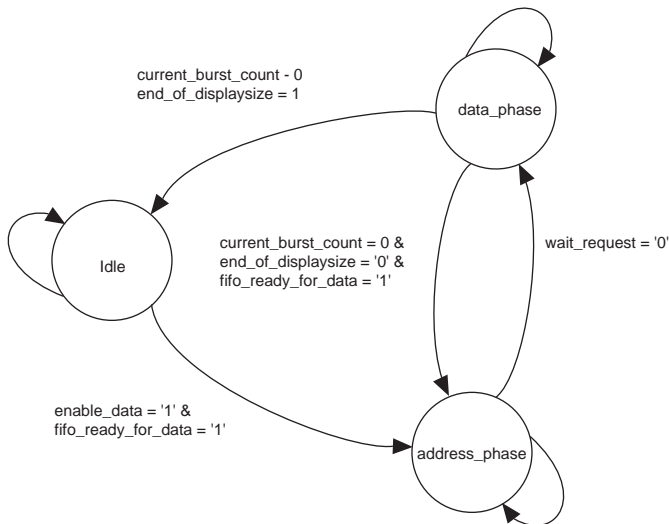 current_burst_count - 0
end_of_displaysize = 1
data_phase
Idle
current_burst_count = 0 &
end_of_displaysize = '0' &
fifo_ready_for_data = '1'
wait_request = '0'
enable_data = '1' &
fifo_ready_for_data = '1'
address_phase